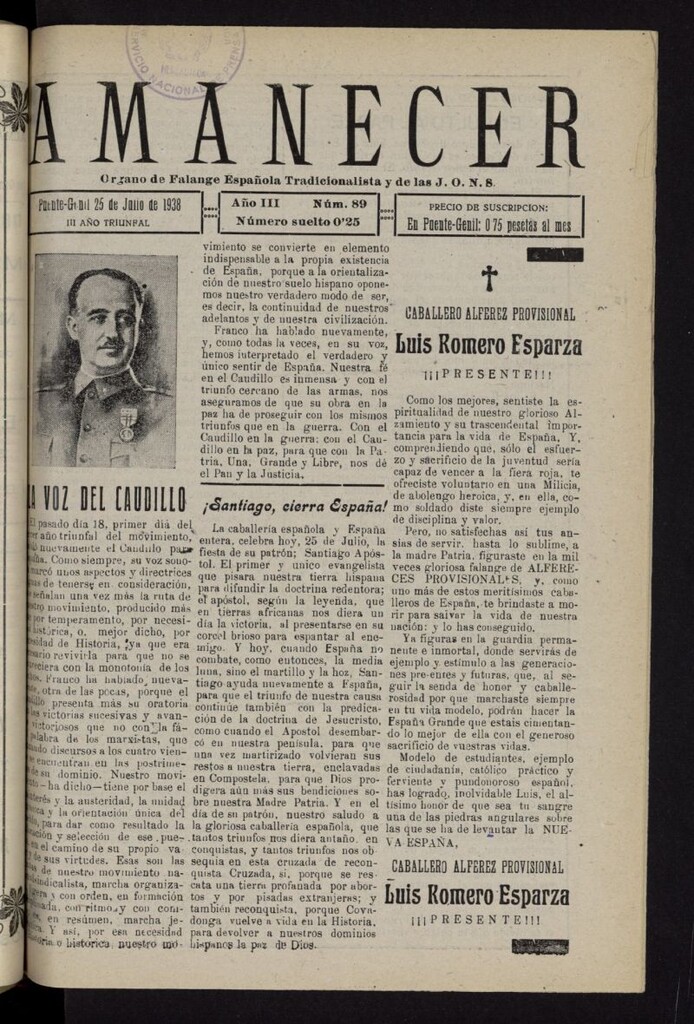 AMANECER
Organo de Falange Española Tradicionalista y de las J. O. N. S.
Puente-Genil 25 de Julio de 1938
III AÑO TRIUNFAL
Año III Núm. 89
Número suelto 0'25
PRECIO DE SUSCRIPCION:
En Puente-Genil: 0 75 pesetas al mes
LA VOZ DEL CAUDILLO
El pasado día 18, primer día del
año triunfal del movimiento,
nuevamente el Caudillo para
Como siempre, su voz
unos aspectos y directrices
de tenerse en consideración,
señalan una vez más la ruta de
movimiento, producido más
por temperamento, por
histórica, o, mejor dicho, por
de Historia, ya que era
revivirla para que no se
con la monotonía de los
Franco ha hablado
otra de las pocas, porque el
presenta más su oratoria
victorias sucesivas y
que no con la
de los marxistas, que
discursos a los cuatro
encuentran en las
de su dominio. Nuestro
— ha dicho—tiene por base el
y la austeridad, la unidad
y la orientación única del
para dar como resultado la
y selección de ese
en el camino de su propio
de sus virtudes. Esas son las
de nuestro movimiento
marcha
y con orden, en formación
con ritmo y con
en resúmen, marcha
Y así, por esa necesidad
o histórica, nuestro mo-
vimiento se convierte en elemento
indispensable a la propia existencia
de España, porque a la orientaliza-
ción de nuestro suelo hispano opone-
mos nuestro verdadero modo de ser,
es decir, la continuidad de nuestros
adelantos y de nuestra civilización.
Franco ha hablado nuevamente,
y, como todas la veces, en su voz,
hemos interpretado el verdadero y
único sentir de España. Nuestra fé
en el Caudillo es inmensa y con el
triunfo cercano de las armas, nos
aseguramos de que su obra en la
paz ha de proseguir con los mismos
triunfos que en la guerra. Con el
Caudillo en la guerra; con el Cau-
dillo en la paz, para que con la Pa-
tria, Una, Grande y Libre, nos dé
el Pan y la Justicia.
¡Santiago, cierra España!
La caballería española y España
entera, celebra hoy, 25 de Julio, la
fiesta de su patrón; Santiago Após-
tol. El primer y unico evangelista
que pisara nuestra tierra hispana
para difundir la doctrina redentora;
el apóstol, según la leyenda, que
en tierras africanas nos diera un
día la victoria, al presentarse en su
corcel brioso para espantar al ene-
migo. Y hoy, cuando España no
combate, como entonces, la media
luna, sino el martillo y la hoz, San-
tiago ayuda nuevamente a España,
para que el triunfo de nuestra causa
continúe también con la predica-
ción de la doctrina de Jesucristo,
como cuando el Apostol desembar-
có en nuestra península, para que
una vez martirizado volvieran sus
restos a nuestra tierra, enclavadas
en Compostela, para que Dios pro-
digera aún más sus bendiciones so-
bre nuestra Madre Patria. Y en el
día de su patrón, nuestro saludo a
la gloriosa caballería española, que
tantos triunfos nos diera antaño, en
conquistas, y tantos triunfos nos ob-
sequia en esta cruzada de recon-
quista Cruzada, si, porque se res-
cata una tierra profanada por abor-
tos y por pisadas extranjeras; y
también reconquista, porque Cova-
donga vuelve a vida en la Historia,
para devolver a nuestros dominios
hispanos la paz de Dios.
CABALLERO ALFEREZ PROVISIONAL
Luis Romero Esparza
¡¡¡PRESENTE!!!
Como los mejores, sentiste la es-
piritualidad de nuestro glorioso Al-
zamiento y su trascendental impor-
tancia para la vida de España, Y,
comprendiendo que, sólo el esfuer-
zo y sacrificio de la juventud sería
capaz de vencer a la fiera roja, te
ofreciste voluntario en una Milicia,
de abolengo heroica, y, en ella, co-
mo soldado diste siempre ejemplo
de disciplina y valor.
Pero, no satisfechas así tus an-
sias de servir, hasta lo sublime, a
la madre Patria, figuraste en la mil
veces gloriosa falange de ALFERE-
CES PROVISIONALES, y, como
uno más de estos meritísimos caba-
lleros de España, te brindaste a mo-
rir para salvar la vida de nuestra
nación; y lo has conseguido.
Ya figuras en la guardia perma-
nente e inmortal, donde servirás de
ejemplo y estímulo a las generacio-
nes pre-entes y futuras, que, al se-
guir la senda de honor y caballe-
rosidad por que marchaste siempre
en tu vida modelo, podrán hacer la
España Grande que estais cimentan-
do lo mejor de ella con el generoso
sacrificio de vuestras vidas.
Modelo de estudiantes, ejemplo
de ciudadanía, católico práctico y
ferviente y pundonoroso español,
has logrado, inolvidable Luis, el al-
tísimo honor de que sea tu sangre
una de las piedras angulares sobre
las que se ha de levantar la NUE-
VA ESPAÑA,
CABALLERO ALFEREZ PROVISIONAL
Luis Romero Esparza
¡¡¡PRESENTE!!!